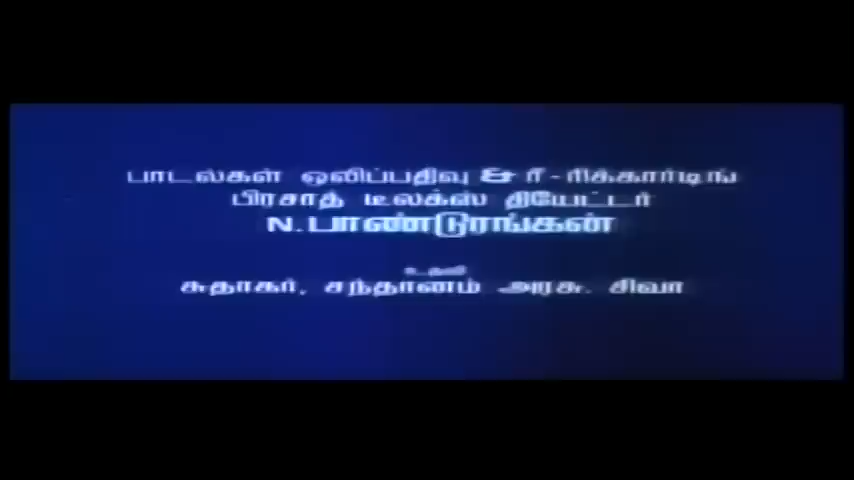 பாடல்கள் ஒலிப்பதிவு & ரீ-ரிக்கார்டிங்
பிரசாத் டீலக்ஸ் தியேட்டர்
N.பாண்டுரங்கன்
உதவி
சுதாகர், சந்தானம் அரசு. சிவா